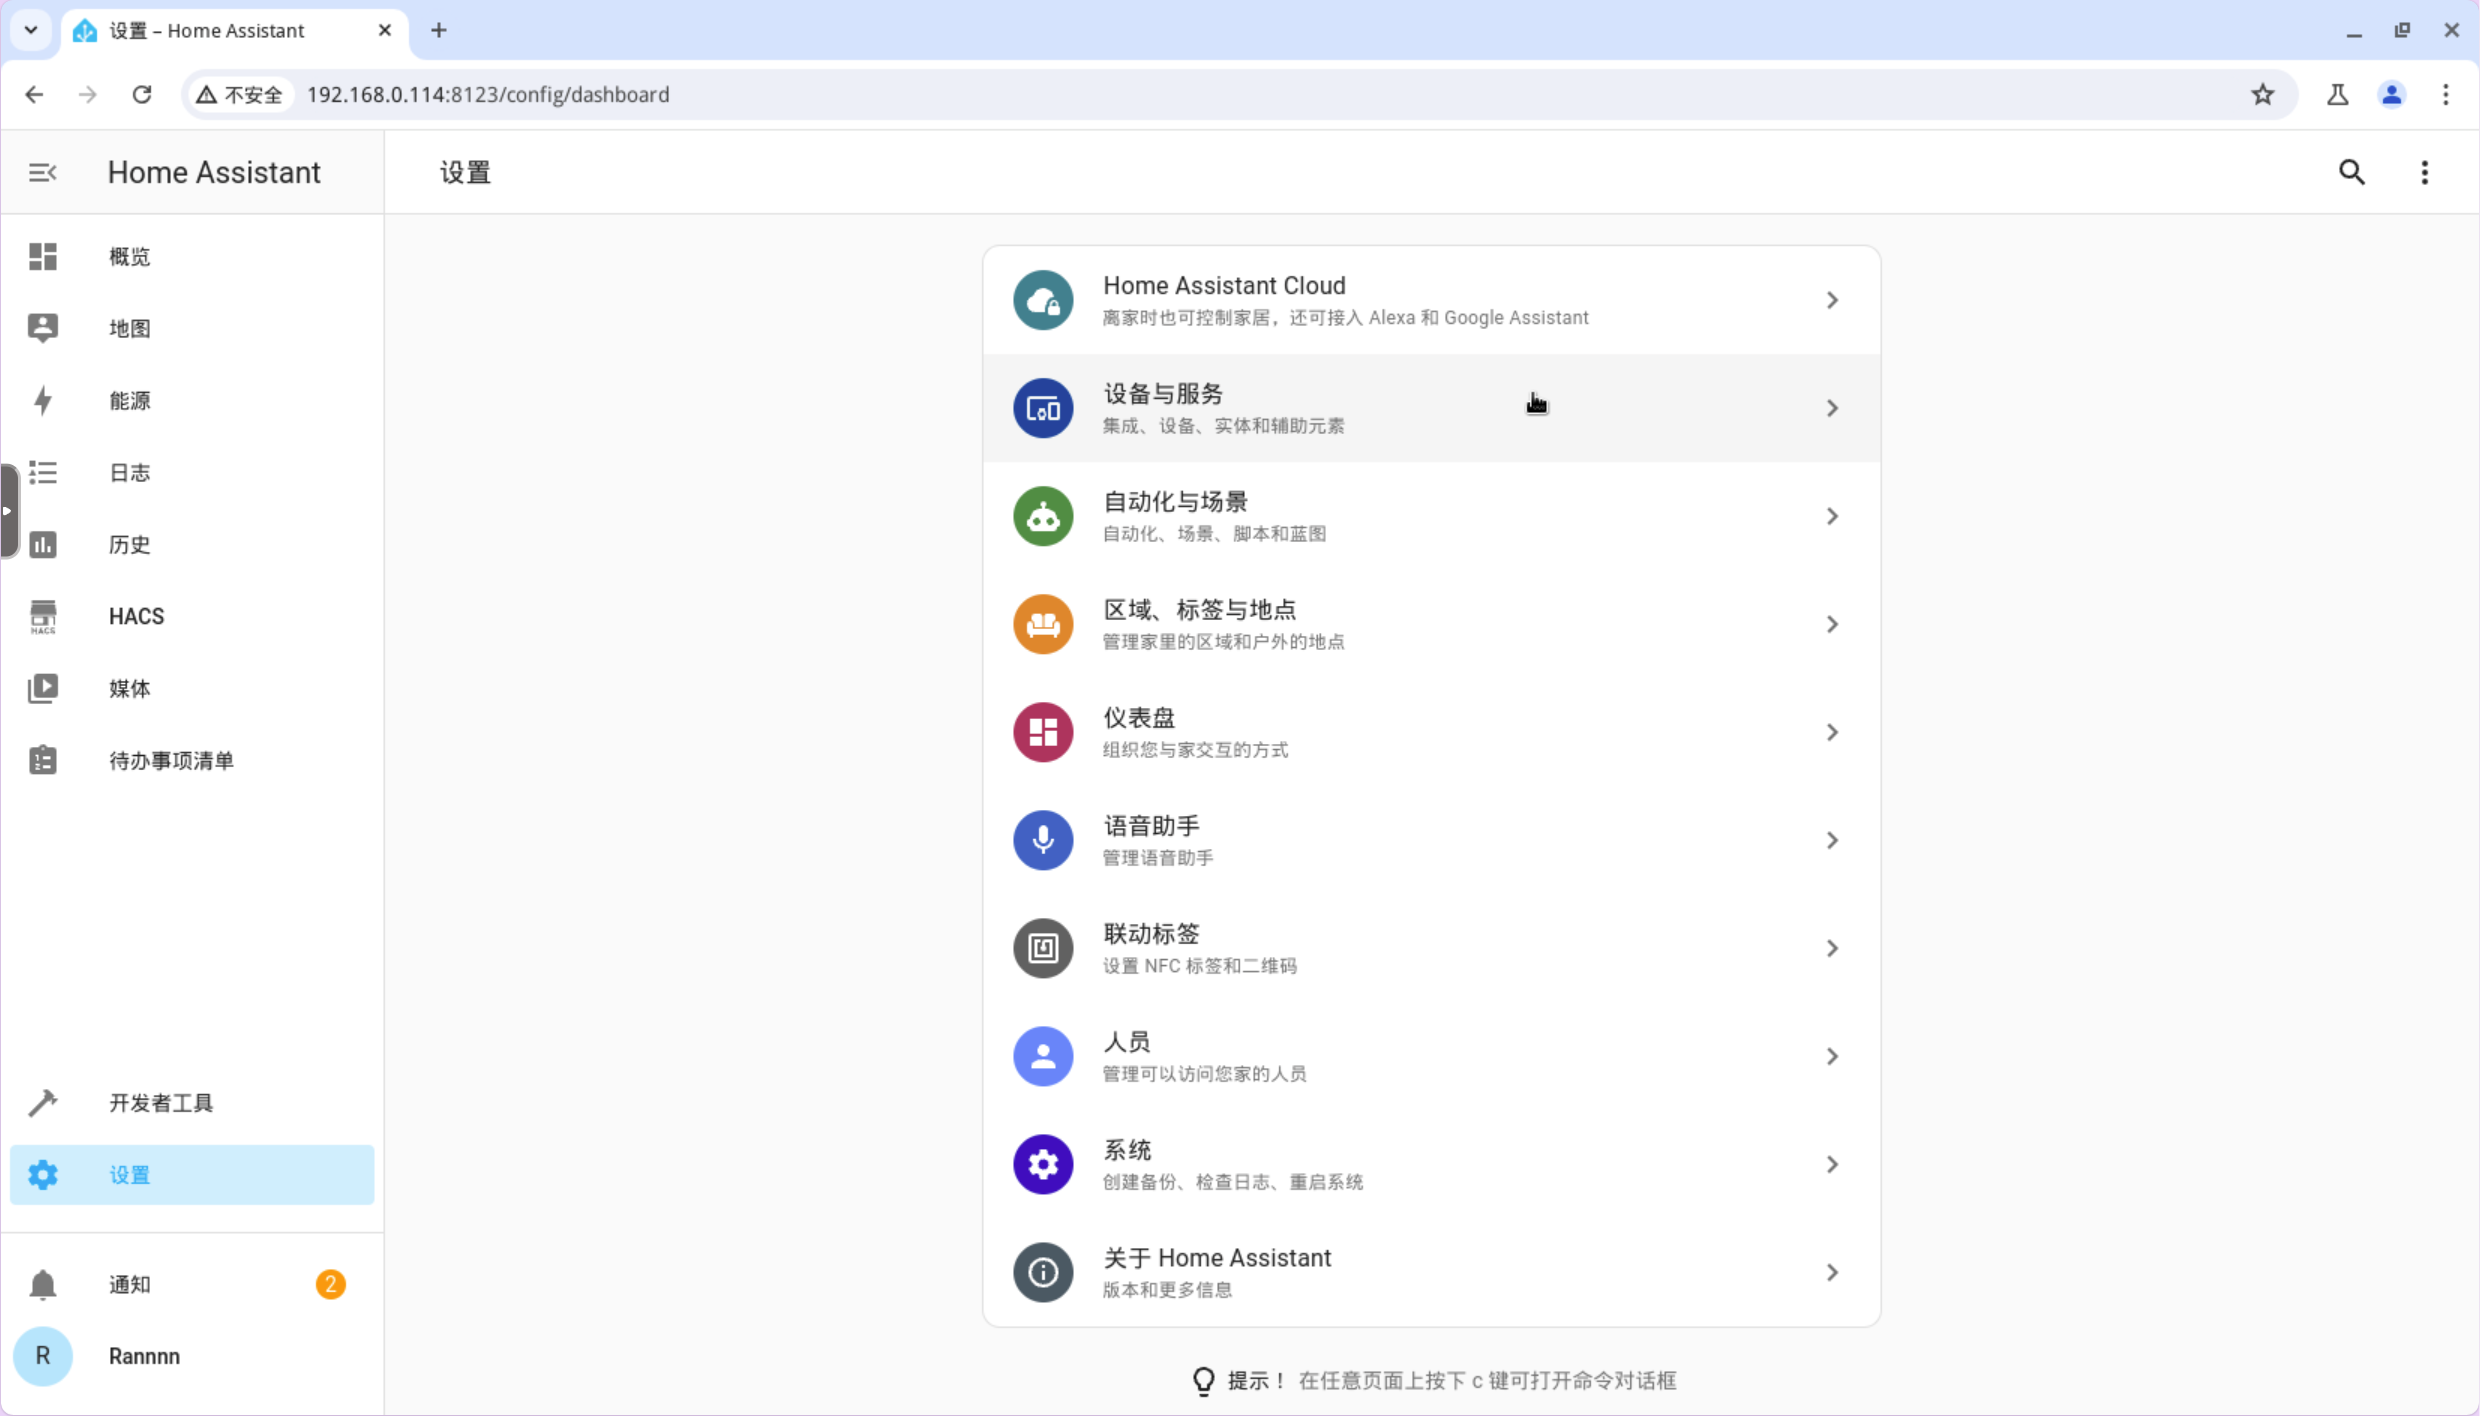 设置 – Home Assistant
不安全
192.168.0.114:8123/config/dashboard
Home Assistant
设置
概览
地图
能源
日志
历史
HACS
HACS
媒体
待办事项清单
开发者工具
设置
通知
2
R
Rannnn
Home Assistant Cloud
离家时也可控制家居，还可接入 Alexa 和 Google Assistant
设备与服务
集成、设备、实体和辅助元素
自动化与场景
自动化、场景、脚本和蓝图
区域、标签与地点
管理家里的区域和户外的地点
仪表盘
组织您与家交互的方式
语音助手
管理语音助手
联动标签
设置 NFC 标签和二维码
人员
管理可以访问您家的人员
系统
创建备份、检查日志、重启系统
关于 Home Assistant
版本和更多信息
提示！ 在任意页面上按下 c 键可打开命令对话框